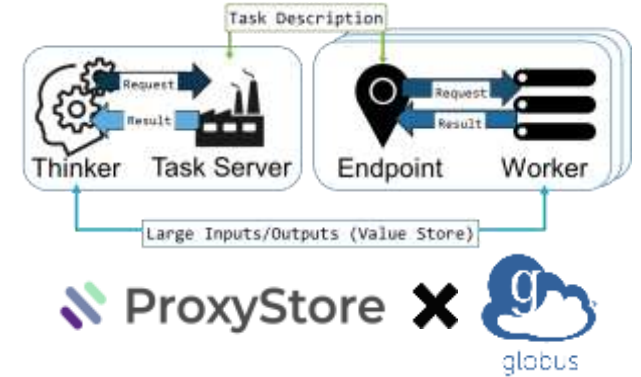 Task Description
Request
Result
Thinker
Task Server
Request
Result
Endpoint
Worker
Large Inputs/Outputs (Value Store)
ProxyStore
g
globus